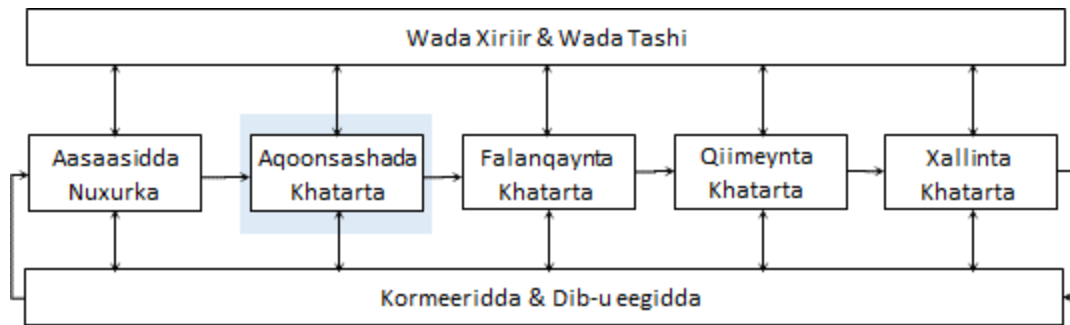 Wada Xiriir & Wada Tashi
Aasaasidda
Nuxurka
Aqoonsashada
Khatarta
Falanqaynta
Khatarta
Qiimeynta
Khatarta
Xallinta
Khatarta
Kormeeridda & Dib-u eegidda